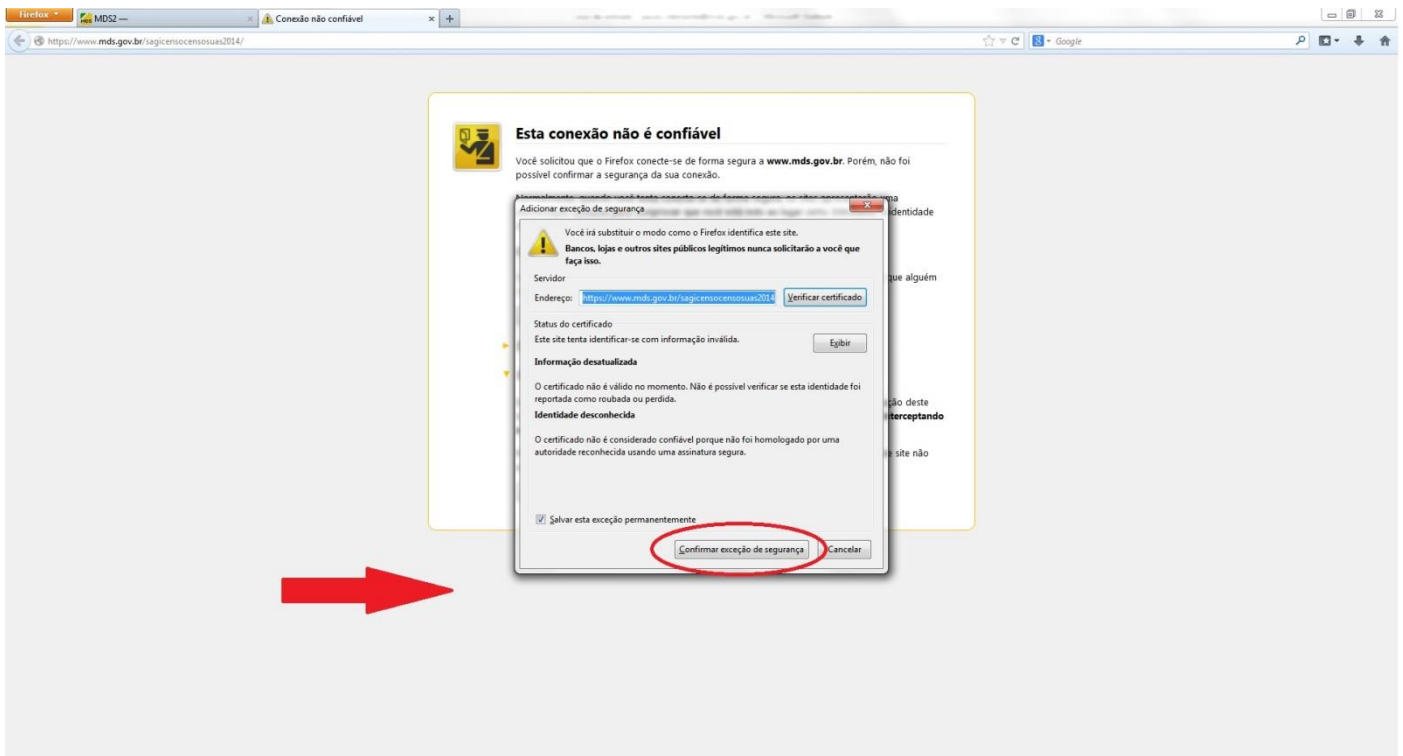 Firefox
MDS2 —
Conexão não confiável
https://www.mds.gov.br/sagicensocensosuas2014/
Google
Esta conexão não é confiável
Você solicitou que o Firefox conecte-se de forma segura a www.mds.gov.br. Porém, não foi
possível confirmar a segurança da sua conexão.
uma
identidade
que alguém
ção deste
terceptando
site não
Adicionar exceção de segurança
Você irá substituir o modo como o Firefox identifica este site.
Bancos, lojas e outros sites públicos legítimos nunca solicitarão a você que
faça isso.
Servidor
Endereço: https://www.mds.gov.br/sagicensocensosuas2014 Verificar certificado
Status do certificado
Este site tenta identificar-se com informação inválida.
Exibir
Informação desatualizada
O certificado não é válido no momento. Não é possível verificar se esta identidade foi
reportada como roubada ou perdida.
Identidade desconhecida
O certificado não é considerado confiável porque não foi homologado por uma
autoridade reconhecida usando uma assinatura segura.
Salvar esta exceção permanentemente
Confirmar exceção de segurança Cancelar